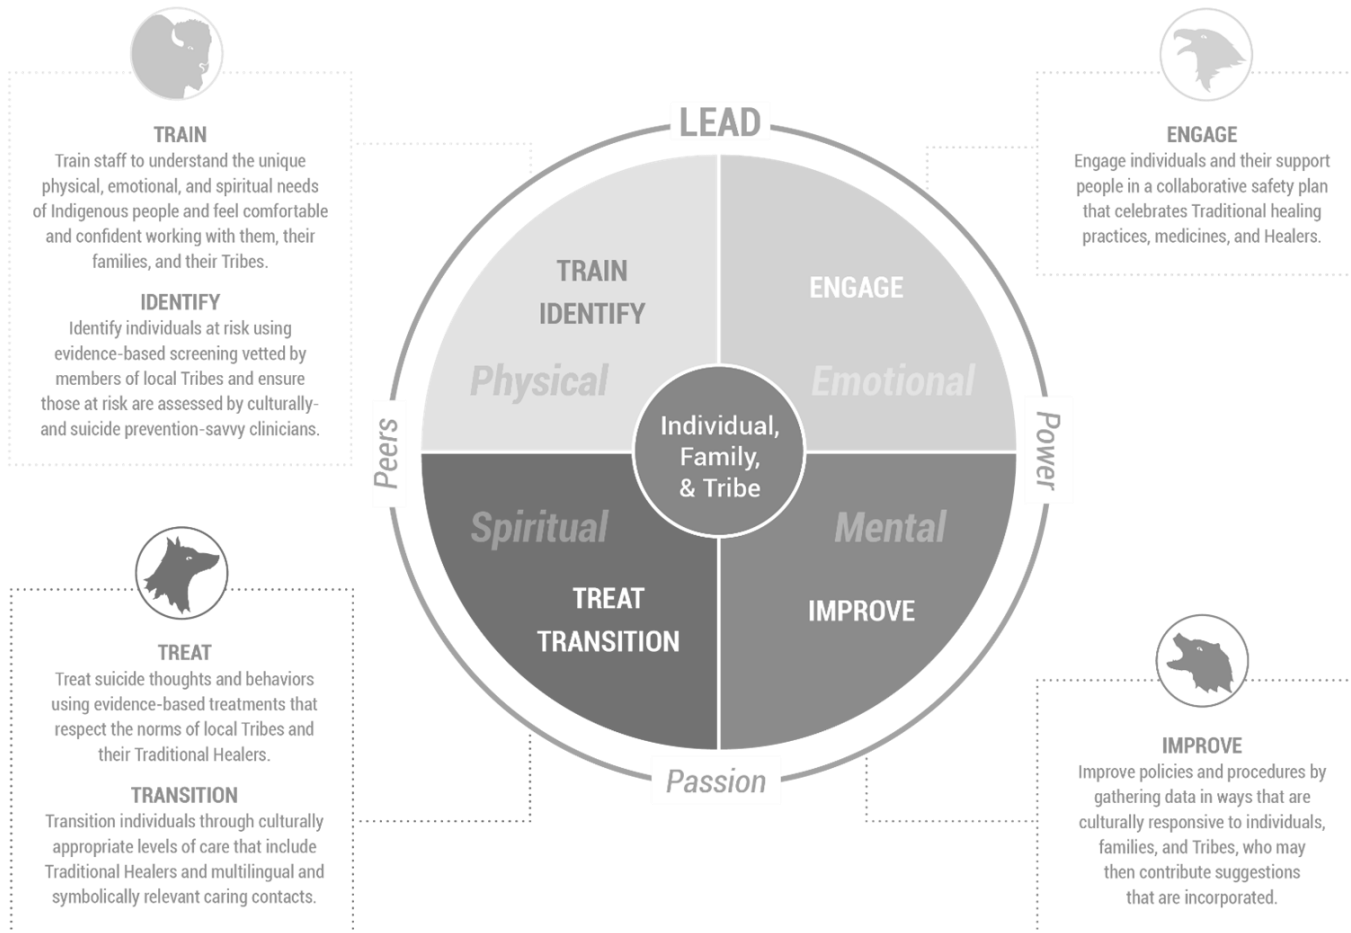 LEAD
TRAIN
Train staff to understand the unique
physical, emotional, and spiritual needs
of Indigenous people and feel comfortable
and confident working with them, their
families, and their Tribes.
IDENTIFY
Identify individuals at risk using
evidence-based screening vetted by
members of local Tribes and ensure
those at risk are assessed by culturally-
and suicide prevention-savvy clinicians.
ENGAGE
Engage individuals and their support
people in a collaborative safety plan
that celebrates Traditional healing
practices, medicines, and Healers.
TRAIN
IDENTIFY
Physical
ENGAGE
Emotional
Peers
Individual,
Family,
& Tribe
Power
Spiritual
TREAT
TRANSITION
Mental
IMPROVE
Passion
TREAT
Treat suicide thoughts and behaviors
using evidence-based treatments that
respect the norms of local Tribes and
their Traditional Healers.
TRANSITION
Transition individuals through culturally
appropriate levels of care that include
Traditional Healers and multilingual and
symbolically relevant caring contacts.
IMPROVE
Improve policies and procedures by
gathering data in ways that are
culturally responsive to individuals,
families, and Tribes, who may
then contribute suggestions
that are incorporated.